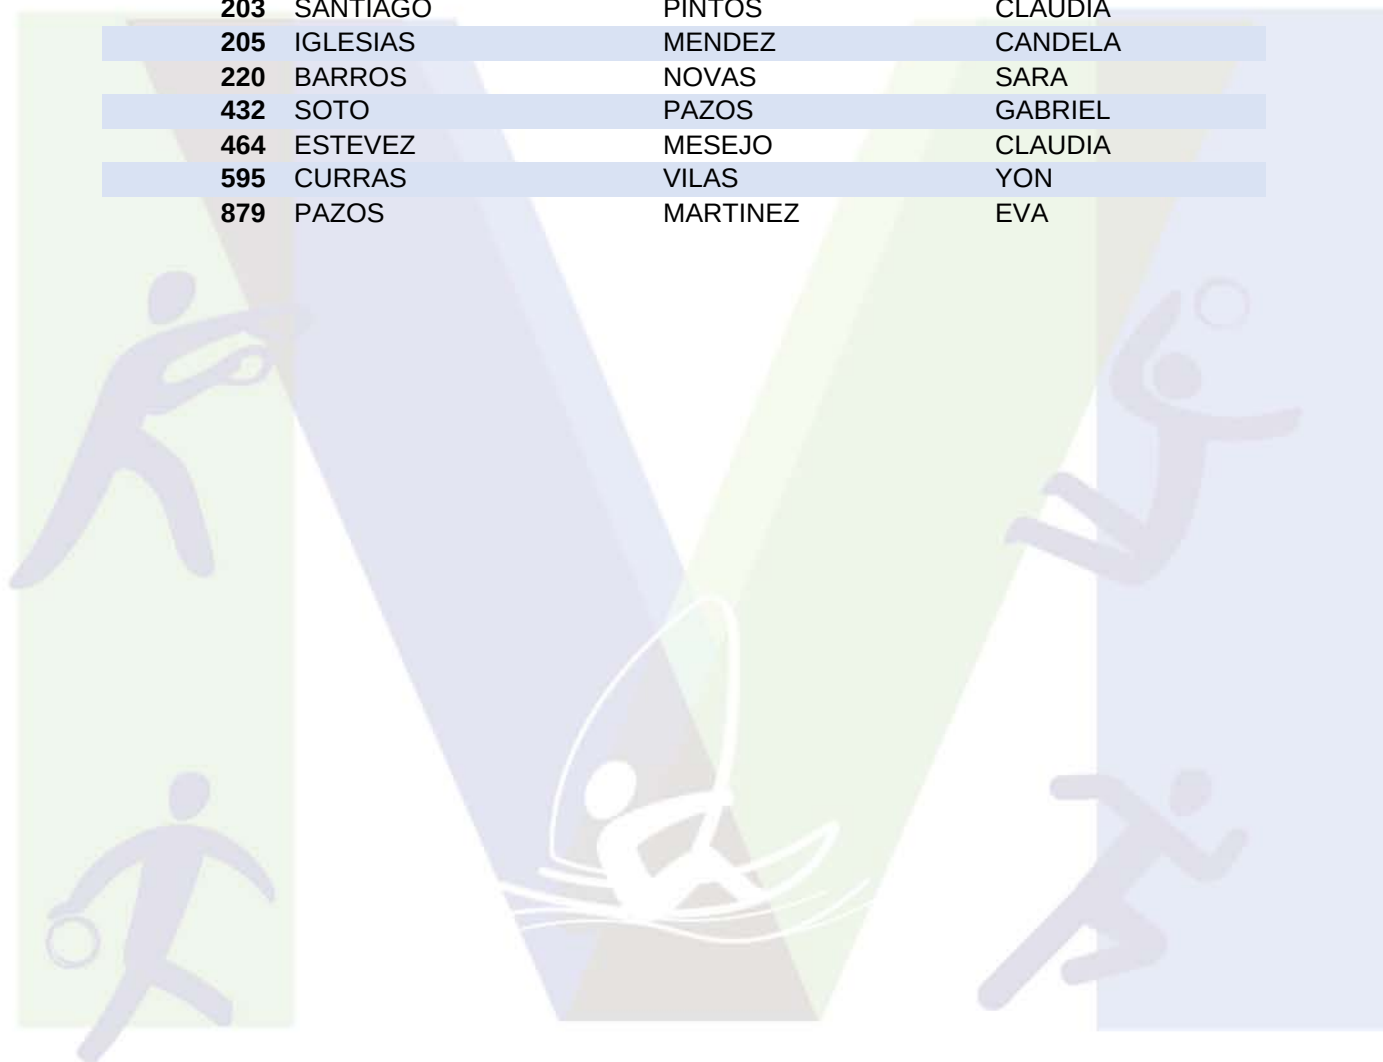 203 SANTIAGO PINTOS CLAUDIA
205 IGLESIAS MENDEZ CANDELA
220 BARROS NOVAS SARA
432 SOTO PAZOS GABRIEL
464 ESTEVEZ MESEJO CLAUDIA
595 CURRAS VILAS YON
879 PAZOS MARTINEZ EVA